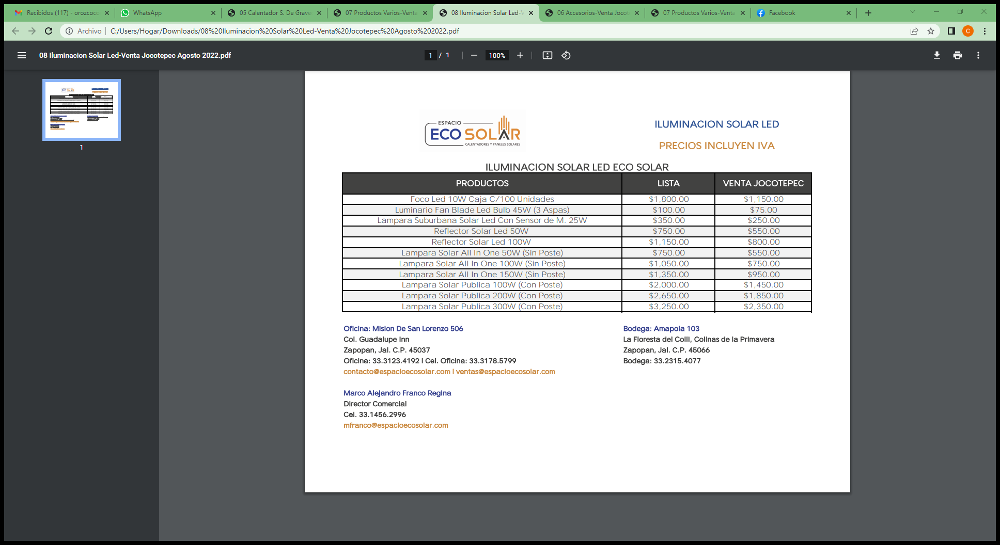 Recibidos (117) - orozcoco
WhatsApp
05 Calentador S. De Grave
07 Productos Varios-Venta
08 Iluminacion Solar Led-V
06 Accesorios-Venta Jocot
07 Productos Varios-Venta
Facebook
Archivo
C:/Users/Hogar/Downloads/08%20Iluminacion%20Solar%20Led-Venta%20Jocotepec%20Agosto%202022.pdf
C
08 Iluminacion Solar Led-Venta Jocotepec Agosto 2022.pdf
1 / 1
100%
1
ESPACIO
ECO SOLAR
CALENTADORES Y PANELES SOLARES
ILUMINACION SOLAR LED
PRECIOS INCLUYEN IVA
ILUMINACION SOLAR LED ECO SOLAR
PRODUCTOS LISTA VENTA JOCOTEPEC
Foco Led 10W Caja C/100 Unidades $1,800.00 $1,150.00
Luminario Fan Blade Led Bulb 45W (3 Aspas) $100.00 $75.00
Lampara Suburbana Solar Led Con Sensor de M. 25W $350.00 $250.00
Reflector Solar Led 50W $750.00 $550.00
Reflector Solar Led 100W $1,150.00 $800.00
Lampara Solar All In One 50W (Sin Poste) $750.00 $550.00
Lampara Solar All In One 100W (Sin Poste) $1,050.00 $750.00
Lampara Solar All In One 150W (Sin Poste) $1,350.00 $950.00
Lampara Solar Publica 100W (Con Poste) $2,000.00 $1,450.00
Lampara Solar Publica 200W (Con Poste) $2,650.00 $1,850.00
Lampara Solar Publica 300W (Con Poste) $3,250.00 $2,350.00
Oficina: Mision De San Lorenzo 506
Col. Guadalupe Inn
Zapopan, Jal. C.P. 45037
Oficina: 33.3123.4192 I Cel. Oficina: 33.3178.5799
contacto@espacioecosolar.com I ventas@espacioecosolar.com
Bodega: Amapola 103
La Floresta del Colli, Colinas de la Primavera
Zapopan, Jal. C.P. 45066
Bodega: 33.2315.4077
Marco Alejandro Franco Regina
Director Comercial
Cel. 33.1456.2996
mfranco@espacioecosolar.com